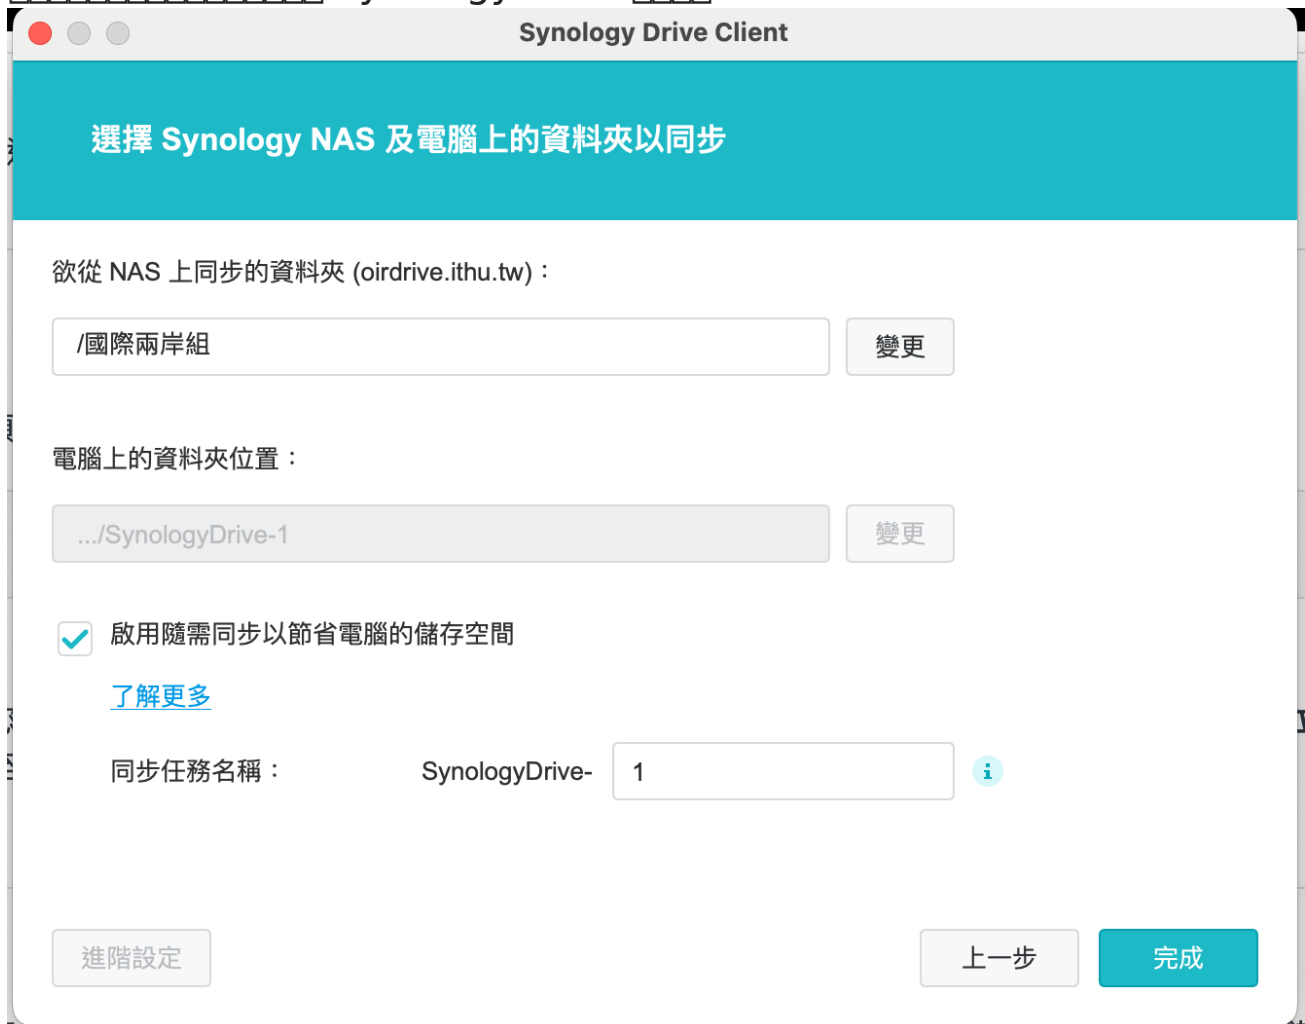 Synology Drive Client
選擇 Synology NAS 及電腦上的資料夾以同步
欲從 NAS 上同步的資料夾 (oirdrive.ithu.tw)：
/國際兩岸組
變更
電腦上的資料夾位置：
.../SynologyDrive-1
變更
啟用隨需同步以節省電腦的儲存空間
了解更多
同步任務名稱： SynologyDrive- 1
進階設定
上一步
完成